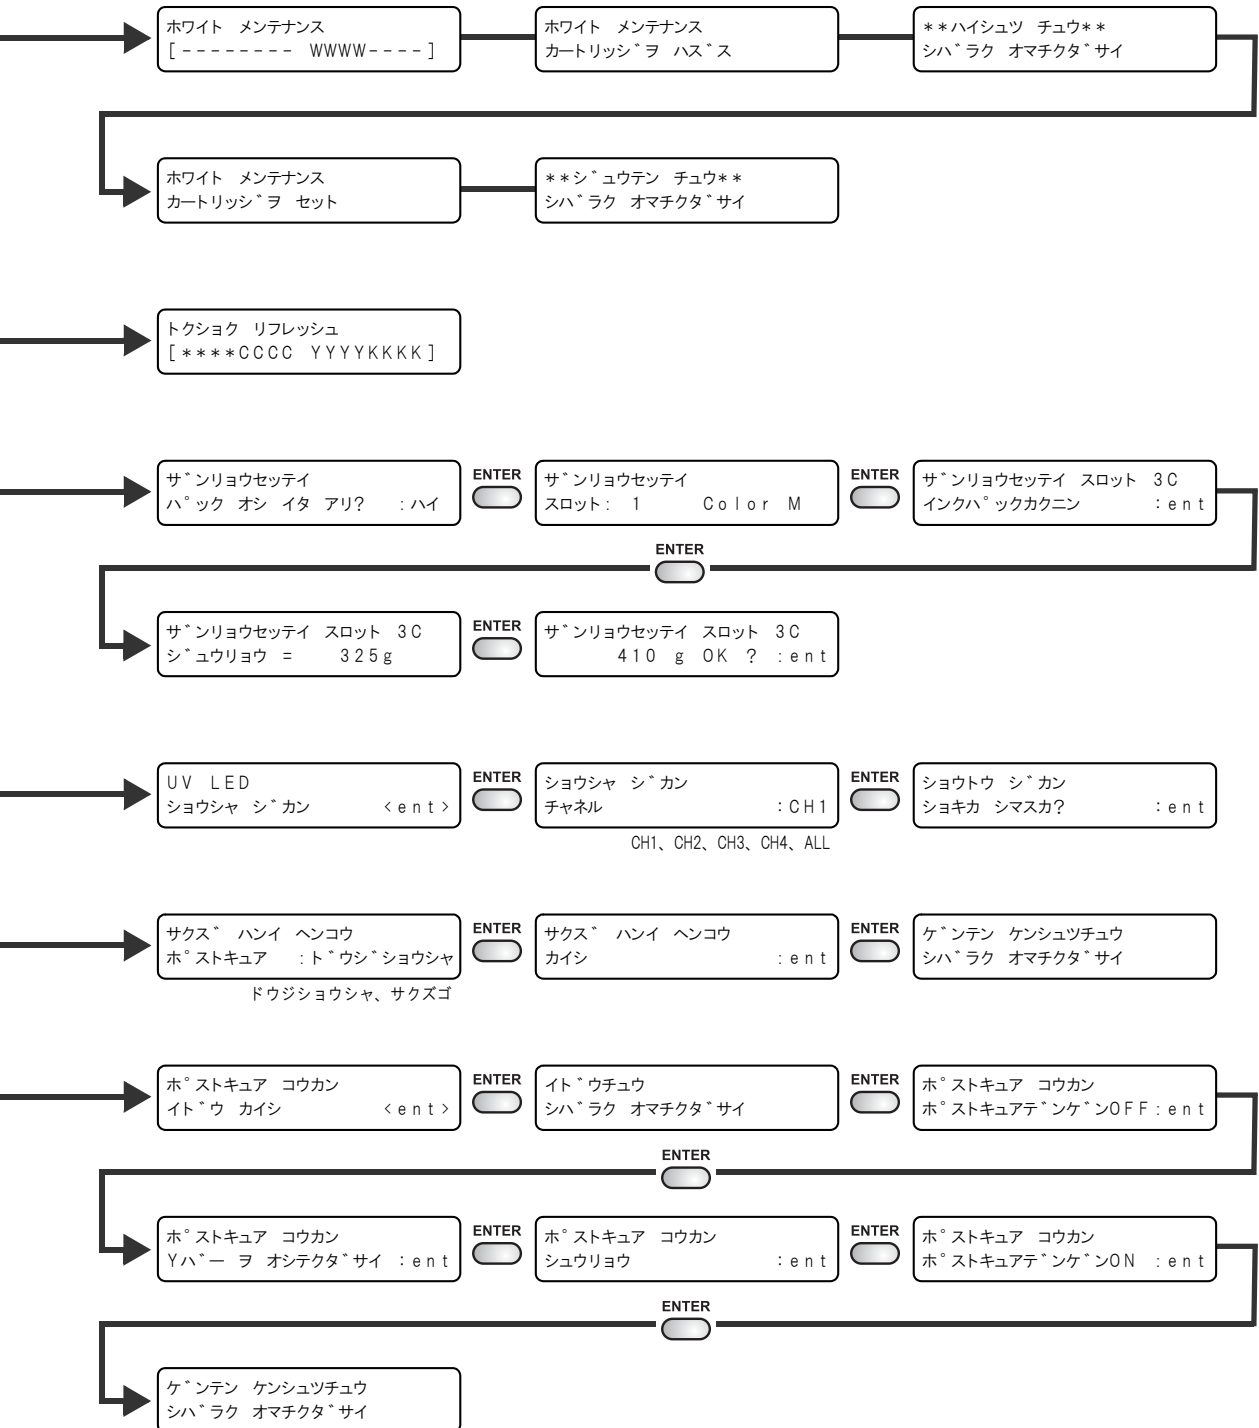 ホワイト メンテナンス
[-------- WWWW----]
ホワイト メンテナンス
カートリッシ゛ヲ ハス゛ス
**ハイシュツ チュウ**
シハ゛ラク オマチクタ゛サイ
ホワイト メンテナンス
カートリッシ゛ヲ セット
**シ゛ュウテン チュウ**
シハ゛ラク オマチクタ゛サイ
トクショク リフレッシュ
[****CCCC YYYYKKKK]
サ゛ンリョウセッテイ
ハ゜ック オシ イタ アリ? :ハイ
ENTER
サ゛ンリョウセッテイ
スロット: 1 Color M
ENTER
サ゛ンリョウセッテイ スロット 3C
インクハ゜ックカクニン :ent
ENTER
サ゛ンリョウセッテイ スロット 3C
シ゛ュウリョウ = 325g
ENTER
サ゛ンリョウセッテイ スロット 3C
410 g OK ? :ent
UV LED
ショウシャ シ゛カン <ent>
ENTER
ショウシャ シ゛カン
チャネル :CH1
CH1、CH2、CH3、CH4、ALL
ENTER
ショウトウ シ゛カン
ショキカ シマスカ? :ent
サクス゛ ハンイ ヘンコウ
ホ゜ストキュア :ト゛ウシ゛ショウシャ
ドウジショウシャ、サクズゴ
ENTER
サクス゛ ハンイ ヘンコウ
カイシ :ent
ENTER
ケ゛ンテン ケンシュツチュウ
シハ゛ラク オマチクタ゛サイ
ホ゜ストキュア コウカン
イト゛ウ カイシ <ent>
ENTER
イト゛ウチュウ
シハ゛ラク オマチクタ゛サイ
ENTER
ホ゜ストキュア コウカン
ホ゜ストキュアテ゛ンケ゛ンOFF:ent
ENTER
ホ゜ストキュア コウカン
Yハ゛ー ヲ オシテクタ゛サイ :ent
ENTER
ホ゜ストキュア コウカン
シュウリョウ :ent
ENTER
ホ゜ストキュア コウカン
ホ゜ストキュアテ゛ンケ゛ンON :ent
ENTER
ケ゛ンテン ケンシュツチュウ
シハ゛ラク オマチクタ゛サイ